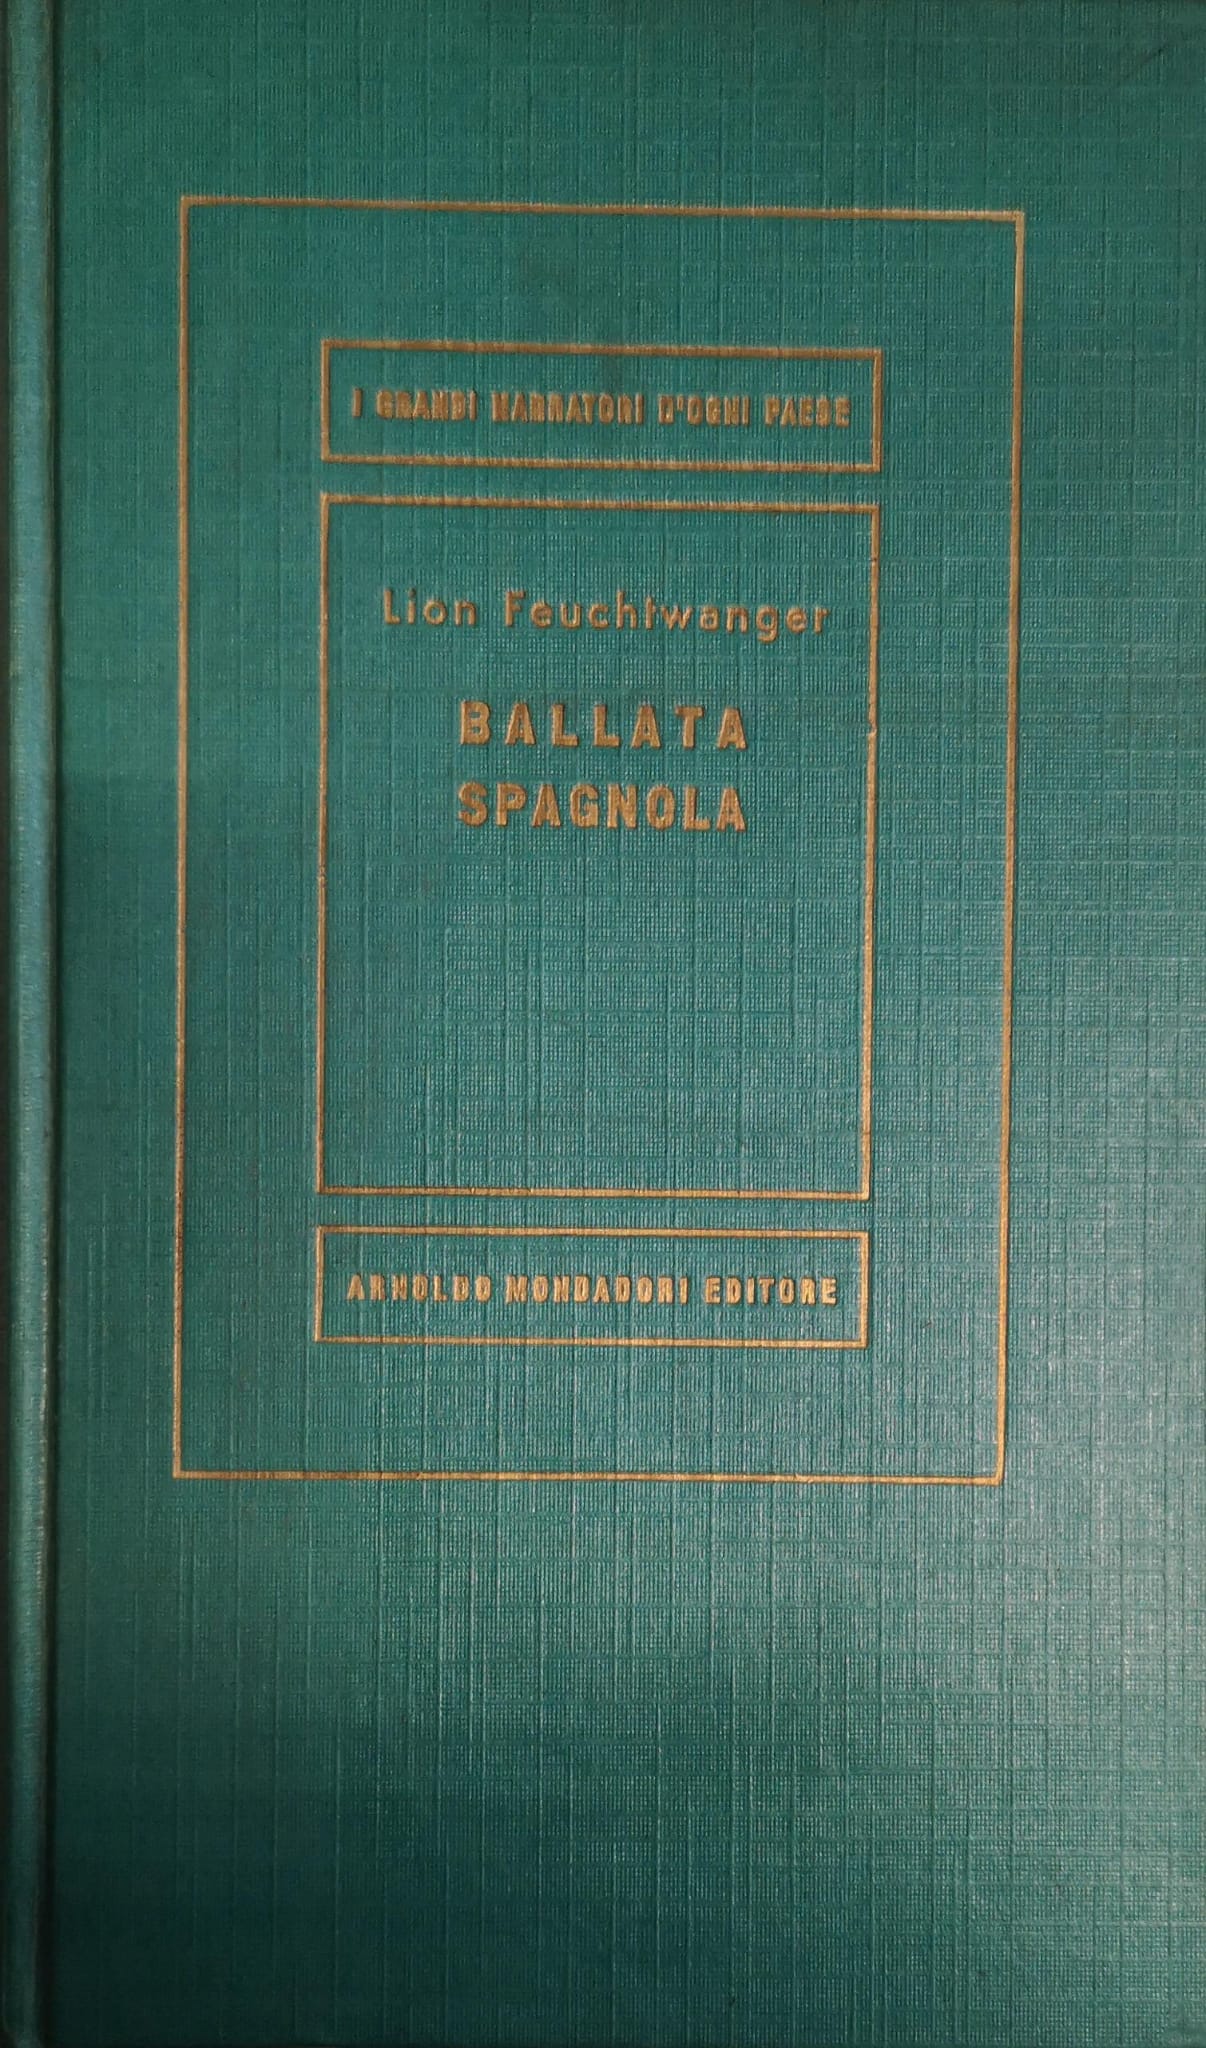 I GRANDI NARRATORI D'OGNI PAESE
Lion Feuchtwanger
BALLATA
SPAGNOLA
ARNOLDO MONDADORI EDITORE